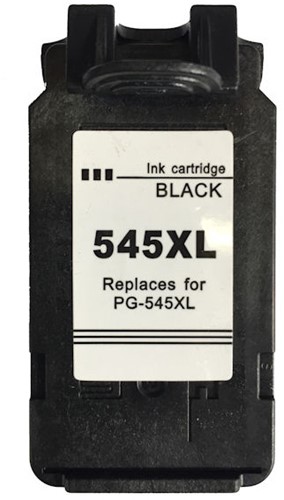 Ink cartridge
BLACK
545XL
Replaces for
PG-545XL